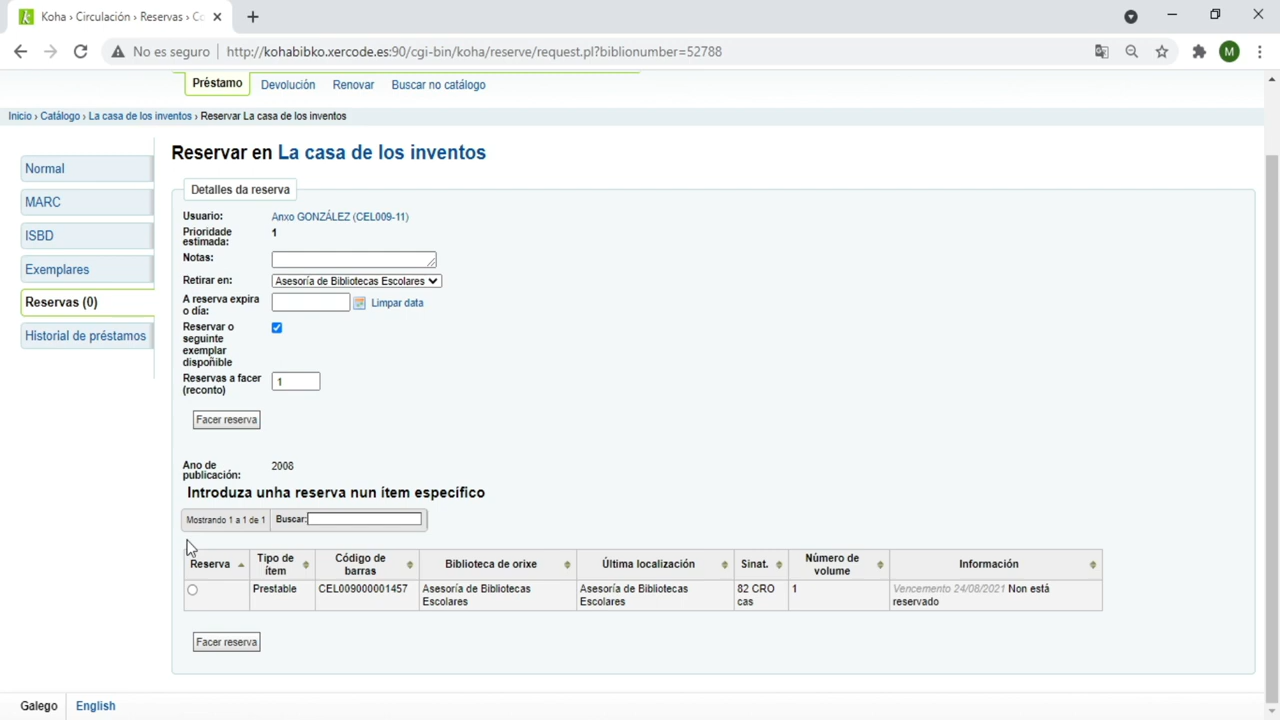 Koha › Circulación › Reservas › Co
No es seguro
http://kohabibko.xercode.es:90/cgi-bin/koha/reserve/request.pl?biblionumber=52788
M
Préstamo
Devolución
Renovar
Buscar no catálogo
Inicio › Catálogo › La casa de los inventos › Reservar La casa de los inventos
Normal
MARC
ISBD
Exemplares
Reservas (0)
Historial de préstamos
Reservar en La casa de los inventos
Detalles da reserva
Usuario: Anxo GONZÁLEZ (CEL009-11)
Prioridade estimada: 1
Notas:
Retirar en: Asesoría de Bibliotecas Escolares
A reserva expira o día: Limpar data
Reservar o seguinte exemplar dispoñible
Reservas a facer (reconto) 1
Facer reserva
Ano de publicación: 2008
Introduza unha reserva nun ítem específico
Mostrando 1 a 1 de 1 Buscar:
Reserva Tipo de ítem Código de barras Biblioteca de orixe Última localización Sinat. Número de volume Información
Prestable CEL009000001457 Asesoría de Bibliotecas Escolares Asesoría de Bibliotecas Escolares 82 CRO cas 1 Vencemento 24/08/2021 Non está reservado
Facer reserva
Galego English